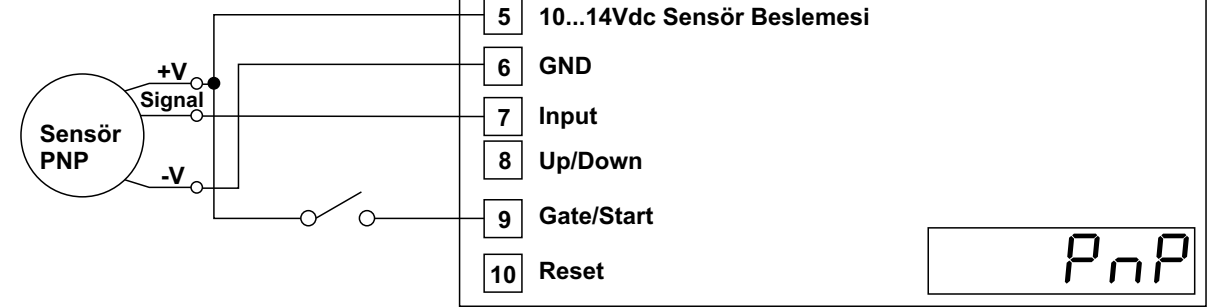 5 10...14Vdc Sensör Beslemesi
6 GND
+V
Signal
7 Input
Sensör
PNP
8 Up/Down
-V
9 Gate/Start
10 Reset
PnP